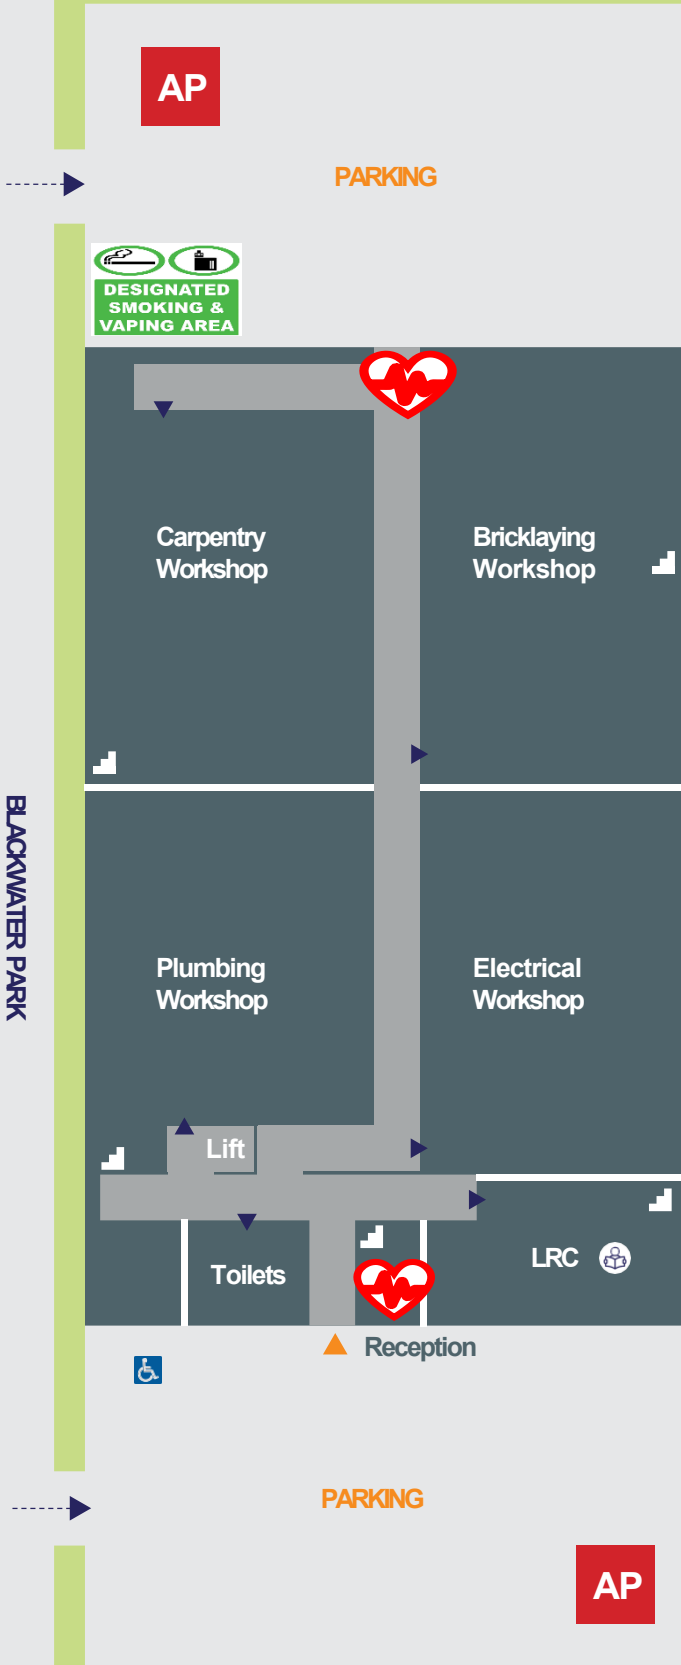 AP
PARKING
DESIGNATED
SMOKING &
VAPING AREA
Carpentry
Workshop
Bricklaying
Workshop
BLACKWATER PARK
Plumbing
Workshop
Electrical
Workshop
Lift
Toilets
LRC
Reception
PARKING
AP